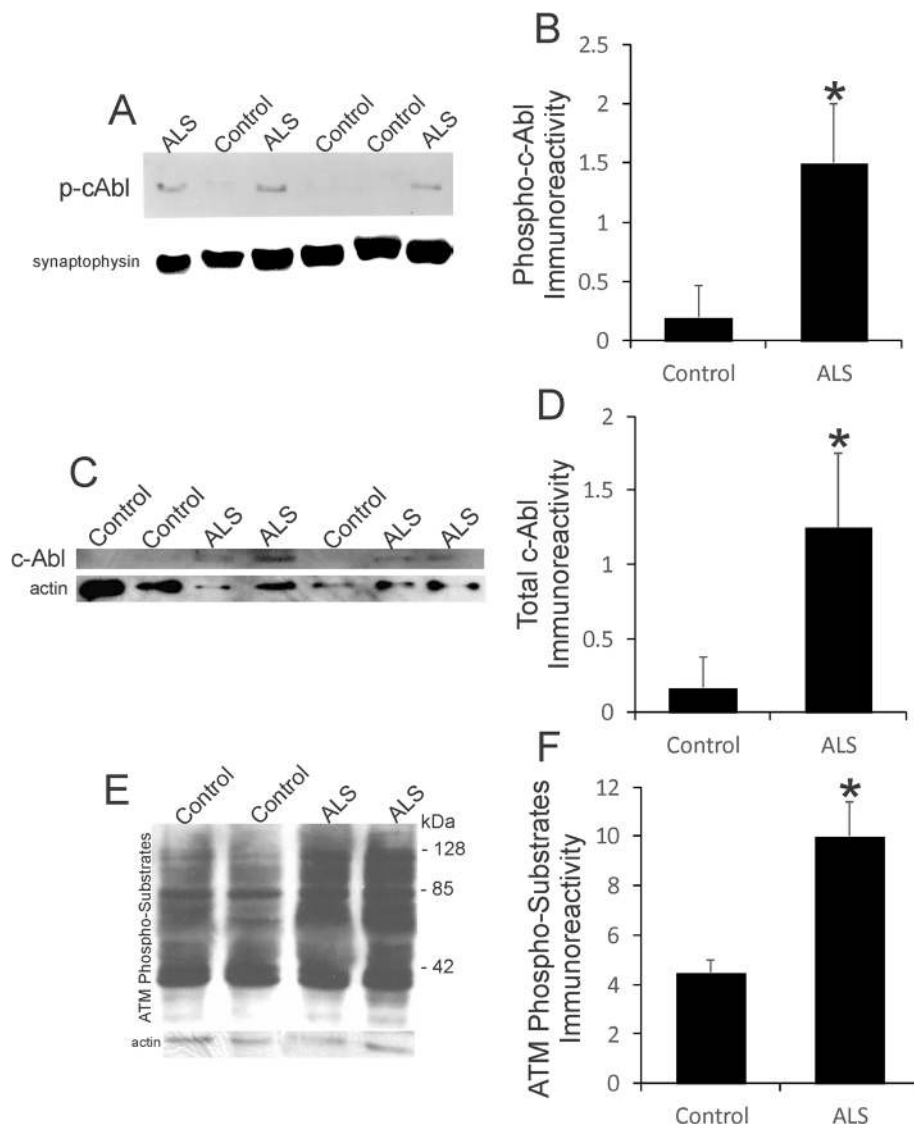 A
ALS
Control
ALS
Control
Control
ALS
p-cAbl
synaptophysin
B
Phospho-c-Abl
Immunoreactivity
2.5
2
1.5
1
0.5
0
*
Control
ALS
C
Control
Control
ALS
ALS
Control
ALS
ALS
c-Abl
actin
D
Total c-Abl
Immunoreactivity
2
1.5
1
0.5
0
*
Control
ALS
E
Control
Control
ALS
ALS
kDa
- 128
- 85
- 42
ATM Phospho-Substrates
actin
F
ATM Phospho-Substrates
Immunoreactivity
12
10
8
6
4
2
0
*
Control
ALS